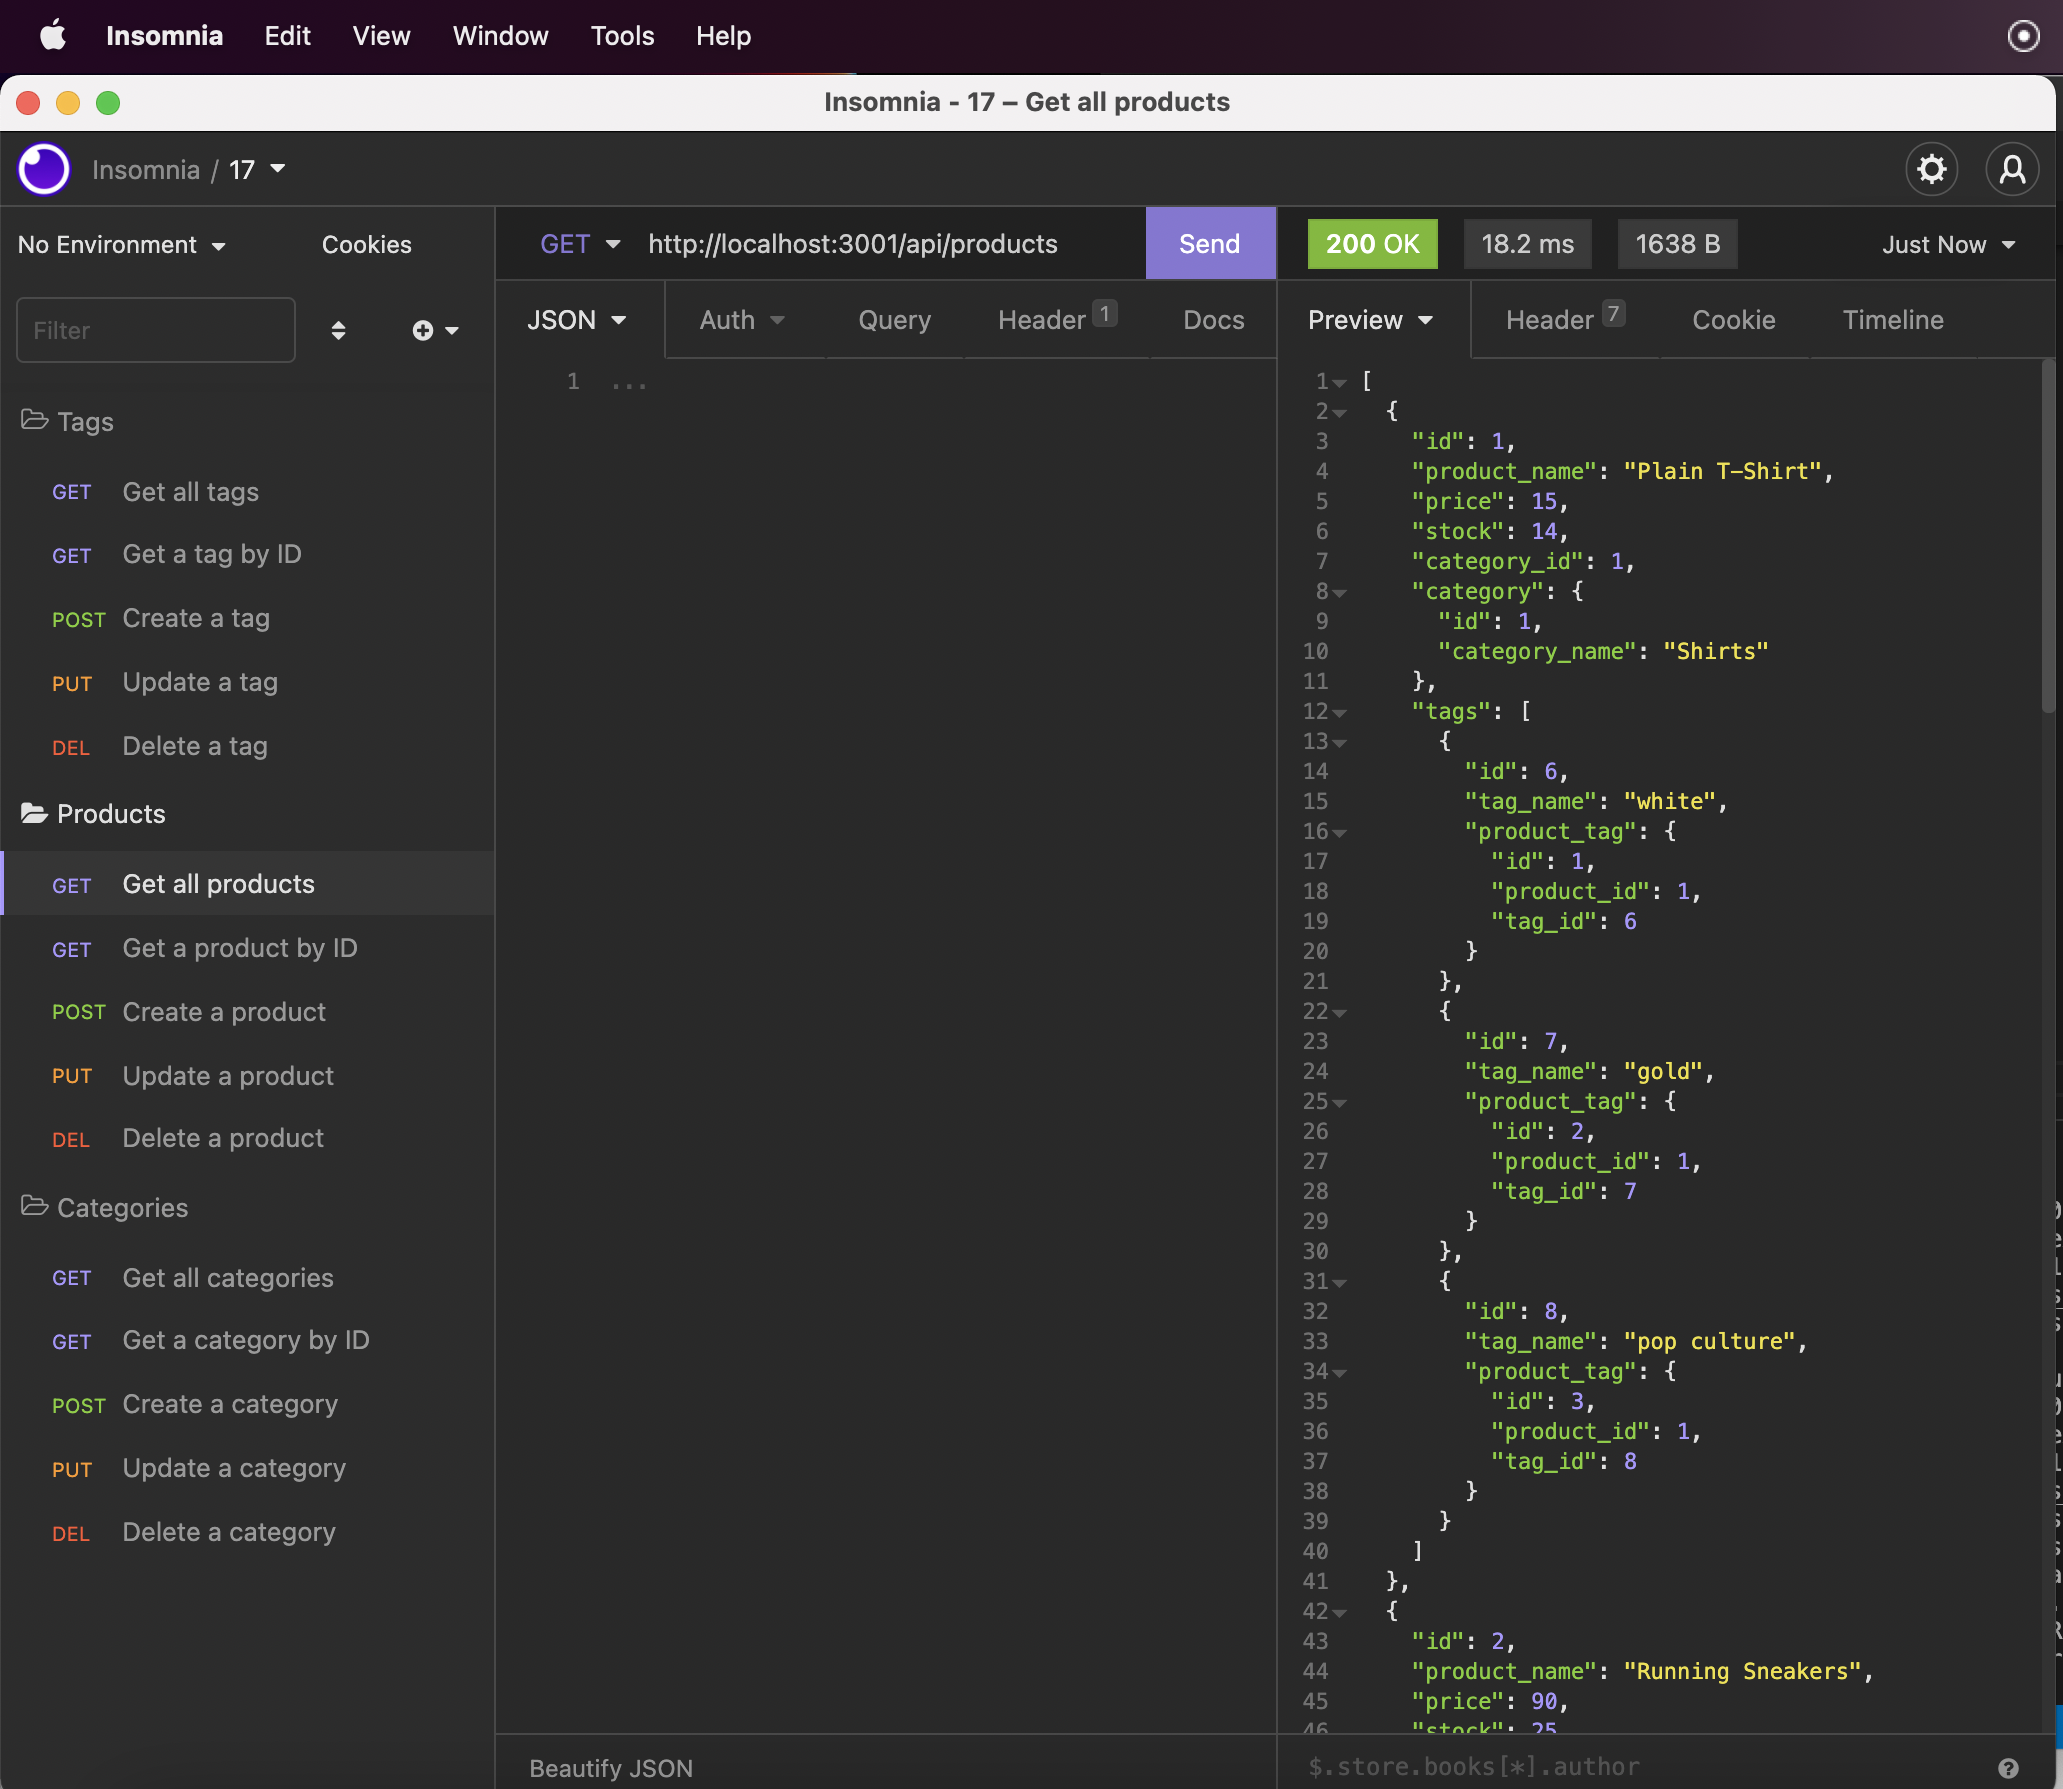 Insomnia Edit View Window Tools Help
Insomnia - 17 – Get all products
Insomnia / 17
No Environment Cookies
Filter
Tags
GET Get all tags
GET Get a tag by ID
POST Create a tag
PUT Update a tag
DEL Delete a tag
Products
GET Get all products
GET Get a product by ID
POST Create a product
PUT Update a product
DEL Delete a product
Categories
GET Get all categories
GET Get a category by ID
POST Create a category
PUT Update a category
DEL Delete a category
GET http://localhost:3001/api/products Send
JSON Auth Query Header 1 Docs
1 ...
Beautify JSON
200 OK 18.2 ms 1638 B Just Now
Preview Header 7 Cookie Timeline
1 [
2 {
3 "id": 1,
4 "product_name": "Plain T-Shirt",
5 "price": 15,
6 "stock": 14,
7 "category_id": 1,
8 "category": {
9 "id": 1,
10 "category_name": "Shirts"
11 },
12 "tags": [
13 {
14 "id": 6,
15 "tag_name": "white",
16 "product_tag": {
17 "id": 1,
18 "product_id": 1,
19 "tag_id": 6
20 }
21 },
22 {
23 "id": 7,
24 "tag_name": "gold",
25 "product_tag": {
26 "id": 2,
27 "product_id": 1,
28 "tag_id": 7
29 }
30 },
31 {
32 "id": 8,
33 "tag_name": "pop culture",
34 "product_tag": {
35 "id": 3,
36 "product_id": 1,
37 "tag_id": 8
38 }
39 }
40 ]
41 },
42 {
43 "id": 2,
44 "product_name": "Running Sneakers",
45 "price": 90,
46 "stock": 25
$.store.books[*].author